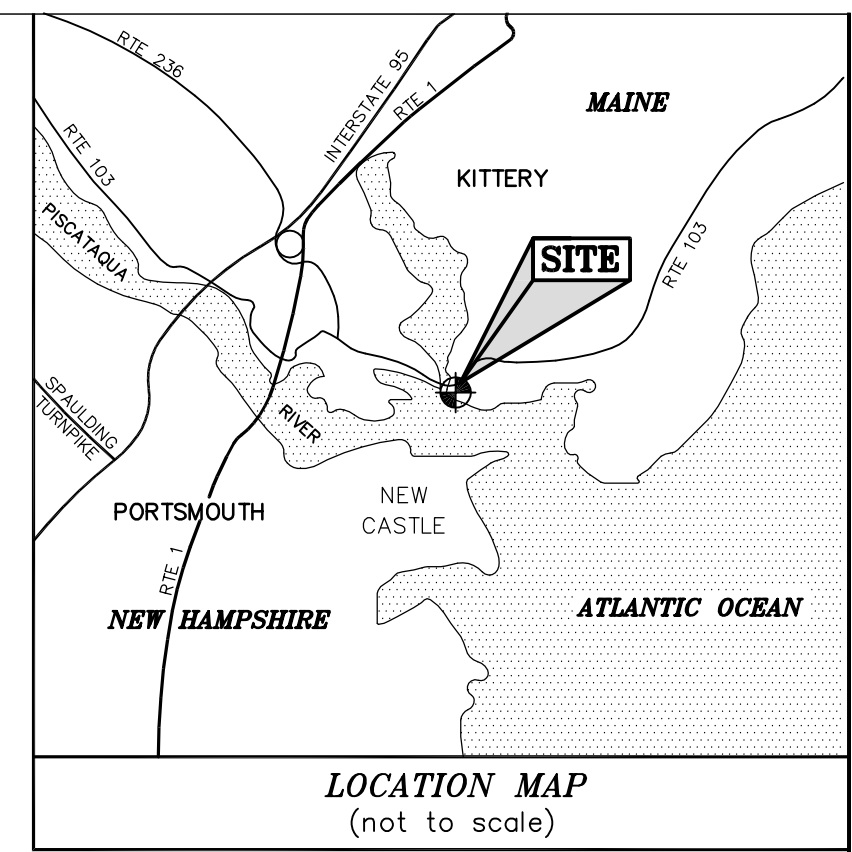 RTE 236
INTERSTATE 95
RTE 1
MAINE
RTE 103
KITTERY
PISCATAQUA
RTE 103
SITE
SPAULDING
TURNPIKE
RIVER
NEW
CASTLE
PORTSMOUTH
RTE 1
NEW HAMPSHIRE
ATLANTIC OCEAN
LOCATION MAP
(not to scale)